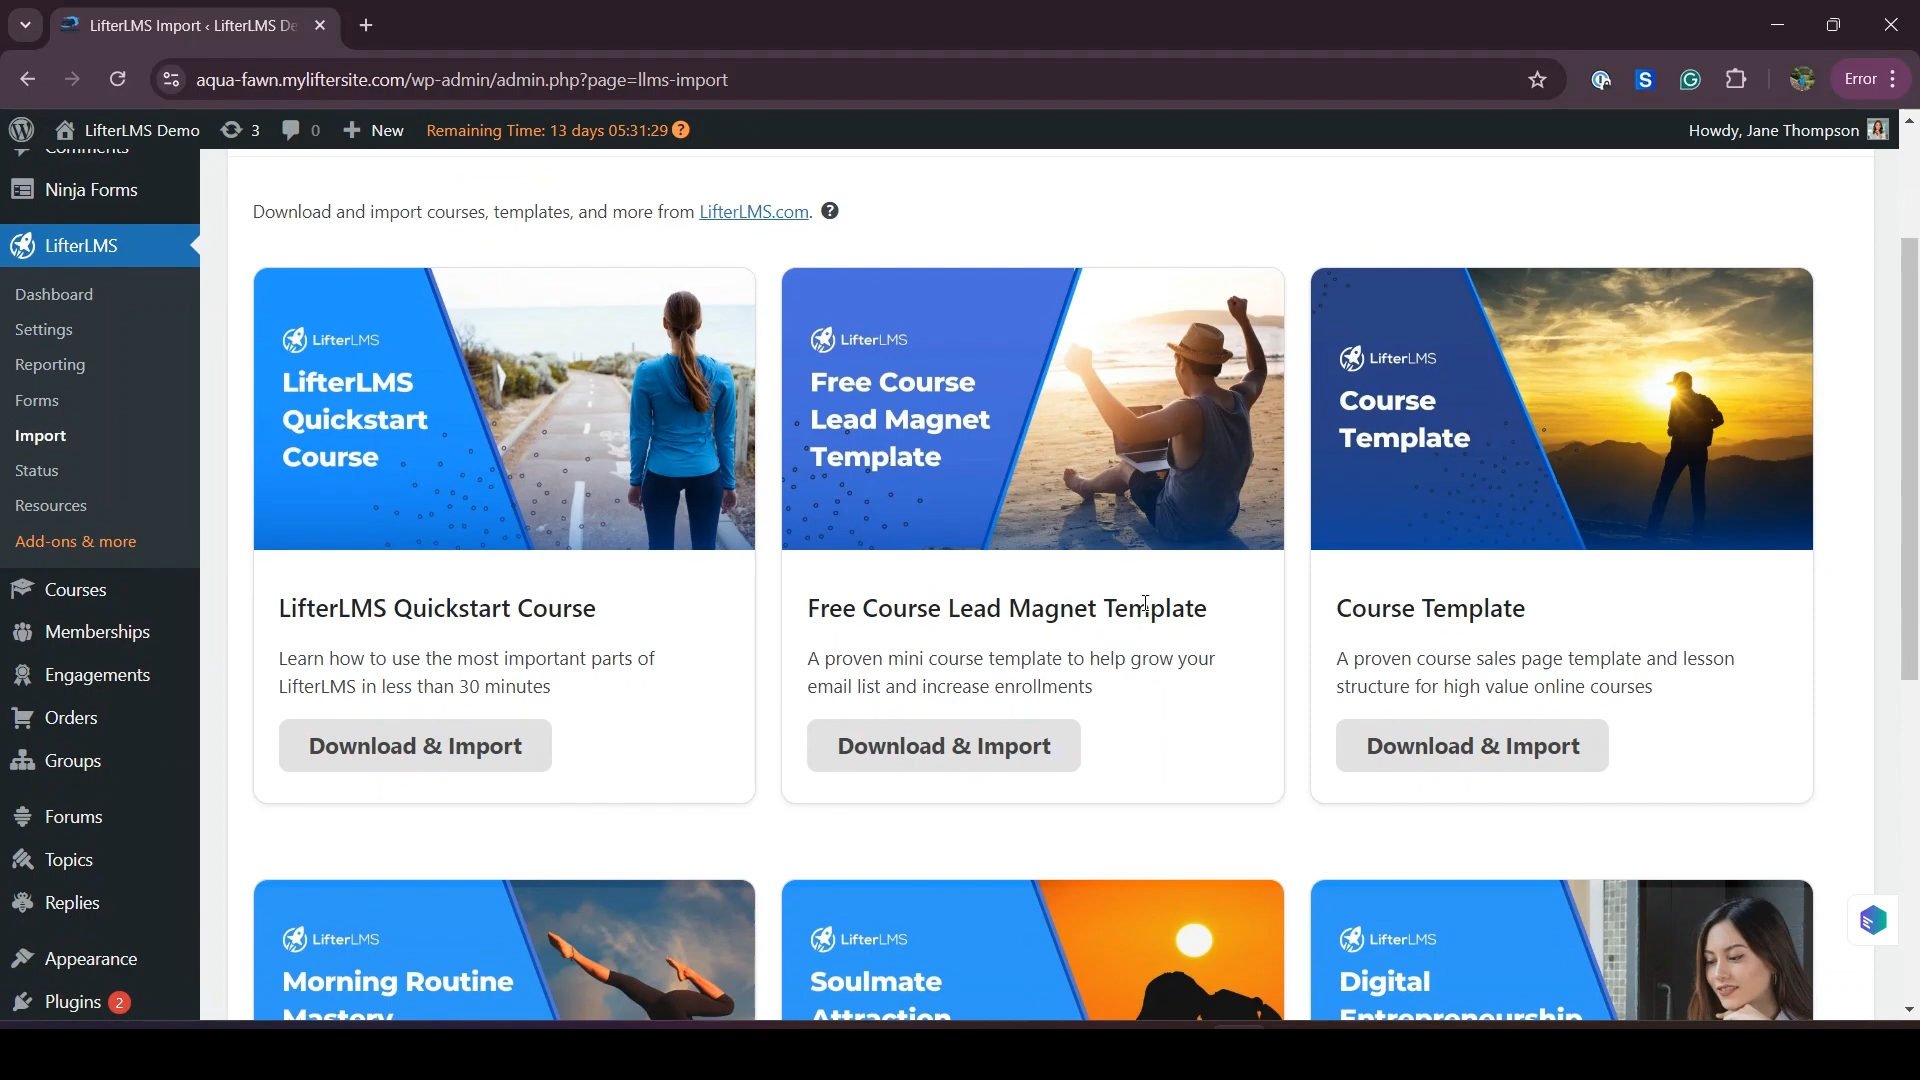 LifterLMS Import ‹ LifterLMS De
aqua-fawn.myliftersite.com/wp-admin/admin.php?page=llms-import
Error
LifterLMS Demo
3
0
New
Remaining Time: 13 days 05:31:29
Howdy, Jane Thompson
Comments
Ninja Forms
LifterLMS
Dashboard
Settings
Reporting
Forms
Import
Status
Resources
Add-ons & more
Courses
Memberships
Engagements
Orders
Groups
Forums
Topics
Replies
Appearance
Plugins 2
Download and import courses, templates, and more from LifterLMS.com.
LifterLMS
LifterLMS
Quickstart
Course
LifterLMS Quickstart Course
Learn how to use the most important parts of
LifterLMS in less than 30 minutes
Download & Import
LifterLMS
Free Course
Lead Magnet
Template
Free Course Lead Magnet Template
A proven mini course template to help grow your
email list and increase enrollments
Download & Import
LifterLMS
Course
Template
Course Template
A proven course sales page template and lesson
structure for high value online courses
Download & Import
LifterLMS
Morning Routine
Mastery
LifterLMS
Soulmate
Attraction
LifterLMS
Digital
Entrepreneurship